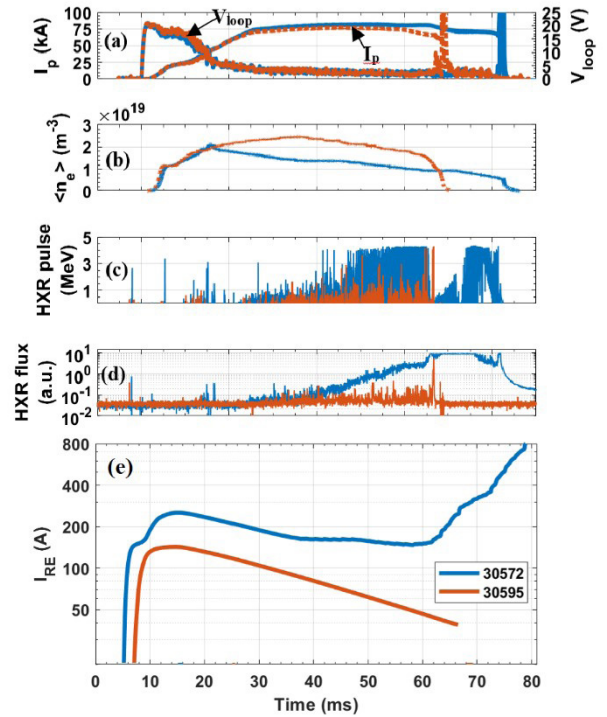 100
75
50
25
0
I_p (kA)
(a)
V_loop
I_p
25
20
15
10
5
0
V_loop (V)
×10^19
3
2
1
0
<n_e> (m^-3)
(b)
5
3
1
HXR pulse
(MeV)
(c)
10^1
10^0
10^-1
10^-2
HXR flux
(a.u.)
(d)
800
400
200
100
50
I_RE (A)
(e)
30572
30595
0 10 20 30 40 50 60 70 80
Time (ms)